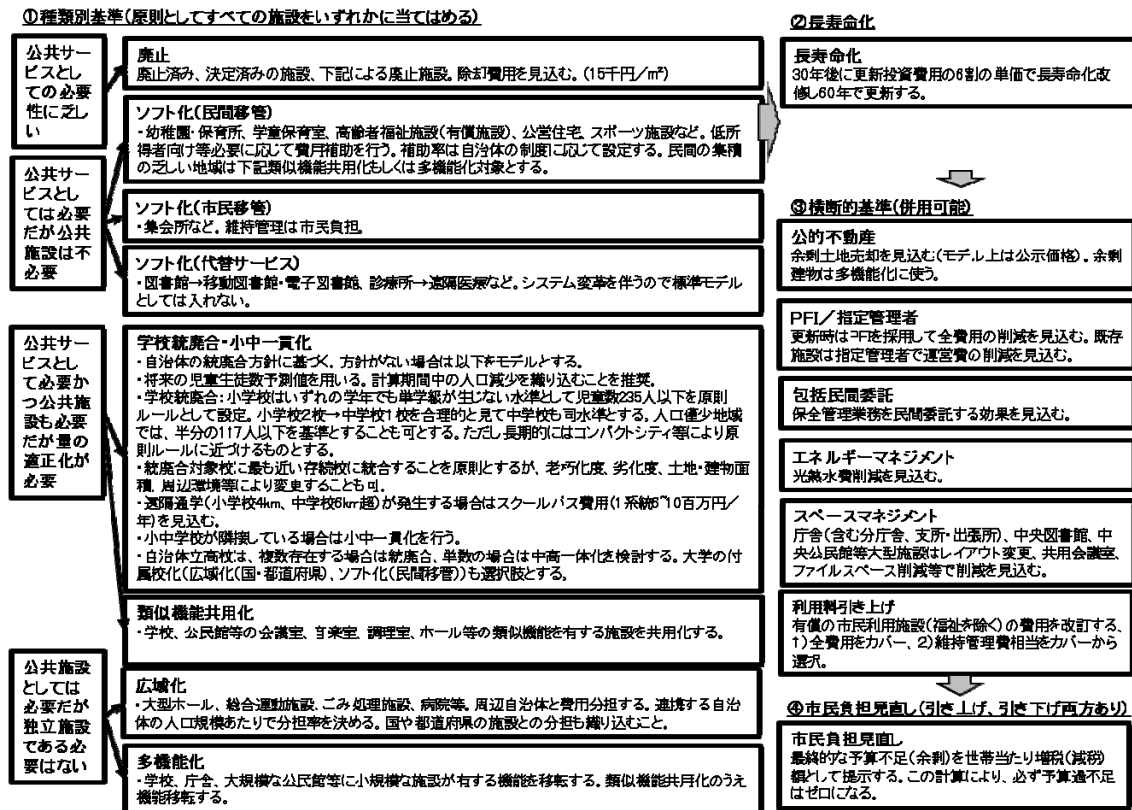 ①種類別基準(原則としてすべての施設をいずれかに当てはめる)
公共サー
ビスとし
ての必要
性に乏し
い
廃止
廃止済み、決定済みの施設、下記による廃止施設。除却費用を見込む。(15千円/㎡)
ソフト化(民間移管)
・幼稚園・保育所、学童保育室、高齢者福祉施設(有償施設)、公営住宅、スポーツ施設など。低所
得者向け等必要に応じて費用補助を行う。補助率は自治体の制度に応じて設定する。民間の集積
の乏しい地域は下記類似機能共用化もしくは多機能化対象とする。
公共サー
ビスとし
ては必要
だが公共
施設は不
必要
ソフト化(市民移管)
・集会所など。維持管理は市民負担。
ソフト化(代替サービス)
・図書館→移動図書館・電子図書館、診療所→遠隔医療など。システム変革を伴うので標準モデル
としては入れない。
公共サー
ビスとし
て必要か
つ公共施
設も必要
だが量の
適正化が
必要
学校統廃合・小中一貫化
・自治体の統廃合方針に基づく。方針がない場合は以下をモデルとする。
・将来の児童生徒数予測値を用いる。計算期間中の人口減少を織り込むことを推奨。
・学校統廃合:小学校はいずれの学年でも単学級が生じない水準として児童数235人以下を原則
ルールとして設定。小学校2校→中学校1校を合理的と見て中学校も同水準とする。人口僅少地域
では、半分の117人以下を基準とすることも可とする。ただし長期的にはコンパクトシティ等により原
則ルールに近づけるものとする。
・統廃合対象校に最も近い存続校に統合することを原則とするが、老朽化度、劣化度、土地・建物面
積、周辺環境等により変更することも可。
・遠隔通学(小学校4km、中学校6km超)が発生する場合はスクールバス費用(1系統6~10百万円/
年)を見込む。
・小中学校が隣接している場合は小中一貫化を行う。
・自治体立高校は、複数存在する場合は統廃合、単数の場合は中高一体化を検討する。大学の付
属校化(広域化(国・都道府県)、ソフト化(民間移管))も選択肢とする。
類似機能共用化
・学校、公民館等の会議室、音楽室、調理室、ホール等の類似機能を有する施設を共用化する。
公共施設
としては
必要だが
独立施設
である必
要はない
広域化
・大型ホール、総合運動施設、ごみ処理施設、病院等。周辺自治体と費用分担する。連携する自治
体の人口規模あたりで分担率を決める。国や都道府県の施設との分担も織り込むこと。
多機能化
・学校、庁舎、大規模な公民館等に小規模な施設が有する機能を移転する。類似機能共用化のうえ
機能移転する。
②長寿命化
長寿命化
30年後に更新投資費用の6割の単価で長寿命化改
修し60年で更新する。
③横断的基準(併用可能)
公的不動産
余剰土地売却を見込む(モデル上は公示価格)。余剰
建物は多機能化に使う。
PFI/指定管理者
更新時はPFIを採用して全費用の削減を見込む。既存
施設は指定管理者で運営費の削減を見込む。
包括民間委託
保全管理業務を民間委託する効果を見込む。
エネルギーマネジメント
光熱水費削減を見込む。
スペースマネジメント
庁舎(含む分庁舎、支所・出張所)、中央図書館、中
央公民館等大型施設はレイアウト変更、共用会議室、
ファイルスペース削減等で削減を見込む。
利用料引き上げ
有償の市民利用施設(福祉を除く)の費用を改訂する、
1)全費用をカバー、2)維持管理費相当をカバーから
選択。
④市民負担見直し(引き上げ、引き下げ両方あり)
市民負担見直し
最終的な予算不足(余剰)を世帯当たり増税(減税)
額として提示する。この計算により、必ず予算過不足
はゼロになる。